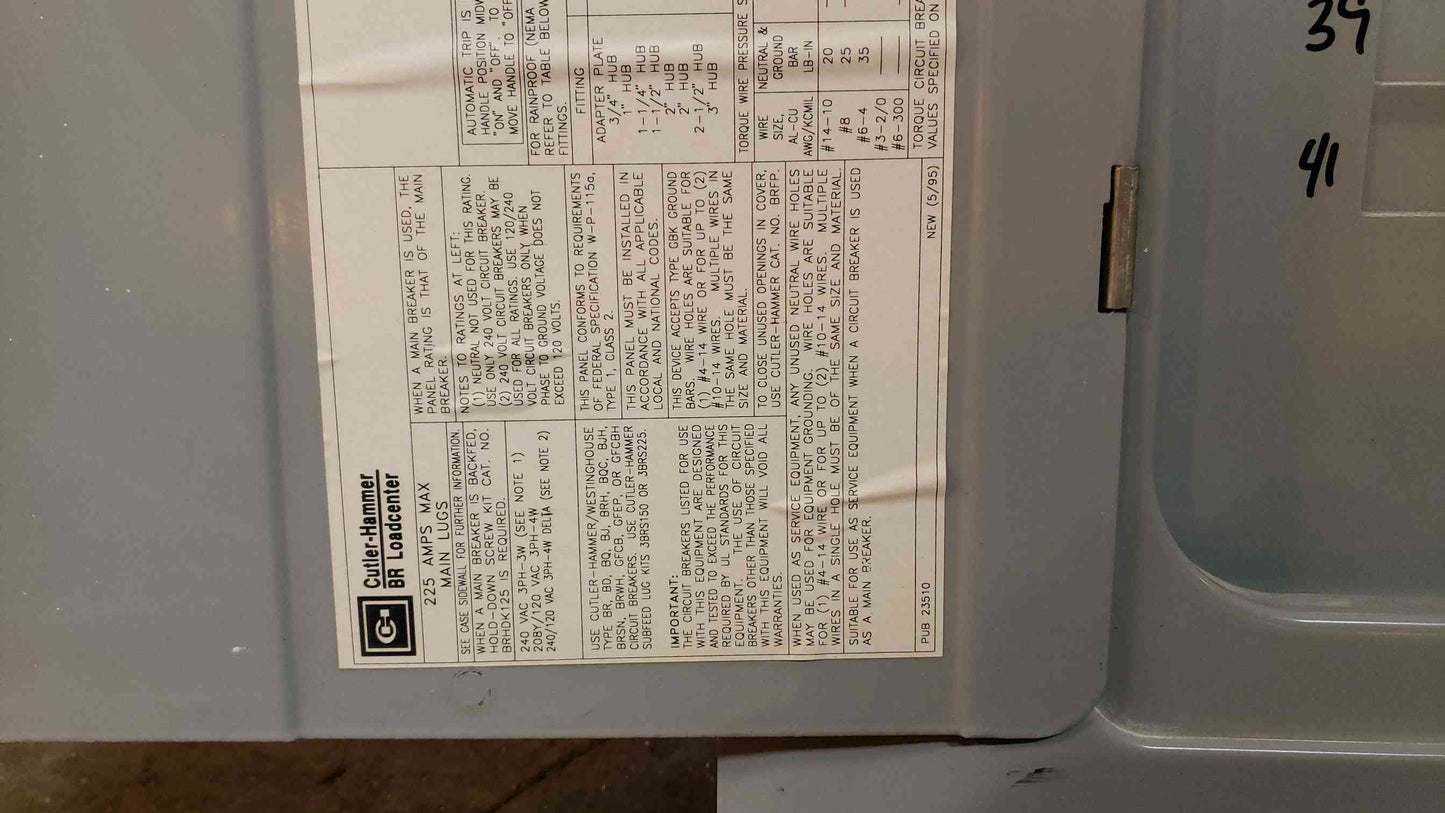 Cutler-Hammer
BR Loadcenter
225 AMPS MAX
MAIN LUGS
SEE CASE SIDEWALL FOR FURTHER INFORMATION.
WHEN A MAIN BREAKER IS BACKFED,
HOLD-DOWN SCREW KIT CAT. NO.
BRHDK125 IS REQUIRED.
240 VAC 3PH-3W (SEE NOTE 1)
208Y/120 VAC 3PH-4W
240/120 VAC 3PH-4W DELTA (SEE NOTE 2)
USE CUTLER-HAMMER/WESTINGHOUSE
TYPE BR, BD, BQ, BJ, BRH, BQC, BJH,
BRSN, BRWH, GFCB, GFEP, OR GFCBH
CIRCUIT BREAKERS. USE CUTLER-HAMMER
SUBFEED LUG KITS 3BRS150 OR 3BRS225.
IMPORTANT:
THE CIRCUIT BREAKERS LISTED FOR USE
WITH THIS EQUIPMENT ARE DESIGNED
AND TESTED TO EXCEED THE PERFORMANCE
REQUIRED BY UL STANDARDS FOR THIS
EQUIPMENT. THE USE OF CIRCUIT
BREAKERS OTHER THAN THOSE SPECIFIED
WITH THIS EQUIPMENT WILL VOID ALL
WARRANTIES.
WHEN A MAIN BREAKER IS USED, THE
PANEL RATING IS THAT OF THE MAIN
BREAKER.
NOTES TO RATINGS AT LEFT:
(1) NEUTRAL NOT USED FOR THIS RATING.
USE ONLY 240 VOLT CIRCUIT BREAKER.
(2) 240 VOLT CIRCUIT BREAKERS MAY BE
USED FOR ALL RATINGS. USE 120/240
VOLT CIRCUIT BREAKERS ONLY WHEN
PHASE TO GROUND VOLTAGE DOES NOT
EXCEED 120 VOLTS.
THIS PANEL CONFORMS TO REQUIREMENTS
OF FEDERAL SPECIFICATION W-P-115a,
TYPE 1, CLASS 2.
THIS PANEL MUST BE INSTALLED IN
ACCORDANCE WITH ALL APPLICABLE
LOCAL AND NATIONAL CODES.
THIS DEVICE ACCEPTS TYPE GBK GROUND
BARS. WIRE HOLES ARE SUITABLE FOR
(1) #4-14 WIRE OR FOR UP TO (2)
#10-14 WIRES. MULTIPLE WIRES IN
THE SAME HOLE MUST BE THE SAME
SIZE AND MATERIAL.
TO CLOSE UNUSED OPENINGS IN COVER,
USE CUTLER-HAMMER CAT. NO. BRFP.
WHEN USED AS SERVICE EQUIPMENT, ANY UNUSED NEUTRAL WIRE HOLES
MAY BE USED FOR EQUIPMENT GROUNDING. WIRE HOLES ARE SUITABLE
FOR (1) #4-14 WIRE OR FOR UP TO (2) #10-14 WIRES. MULTIPLE
WIRES IN A SINGLE HOLE MUST BE OF THE SAME SIZE AND MATERIAL.
SUITABLE FOR USE AS SERVICE EQUIPMENT WHEN A CIRCUIT BREAKER IS USED
AS A MAIN BREAKER.
PUB 23510 NEW (5/95)
AUTOMATIC TRIP IS
HANDLE POSITION MIDW
"ON" AND "OFF". TO
MOVE HANDLE TO "OFF
FOR RAINPROOF (NEMA
REFER TO TABLE BELOW
FITTINGS.
FITTING
ADAPTER PLATE
3/4" HUB
1" HUB
1-1/4" HUB
1-1/2" HUB
2" HUB
2" HUB
2-1/2" HUB
3" HUB
TORQUE WIRE PRESSURE S
WIRE SIZE, AL-CU AWG/KCMIL
NEUTRAL & GROUND BAR LB-IN
#14-10 20
#8 25
#6-4 35
#3-2/0 —
#6-300 —
TORQUE CIRCUIT BREA
VALUES SPECIFIED ON
39
41